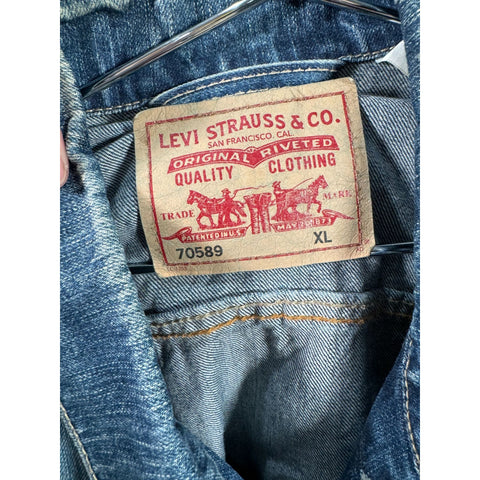 LEVI STRAUSS & CO.
SAN FRANCISCO, CAL.
ORIGINAL RIVETED
QUALITY CLOTHING
TRADE MARK
PATENTED IN U.S. MAY 20 1873
70589 XL